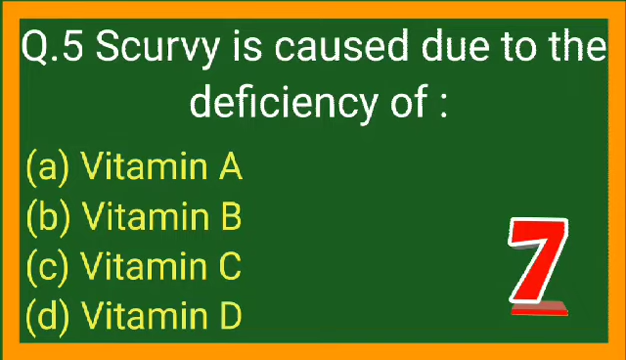 Q.5 Scurvy is caused due to the
deficiency of :
(a) Vitamin A
(b) Vitamin B
(c) Vitamin C
(d) Vitamin D
7